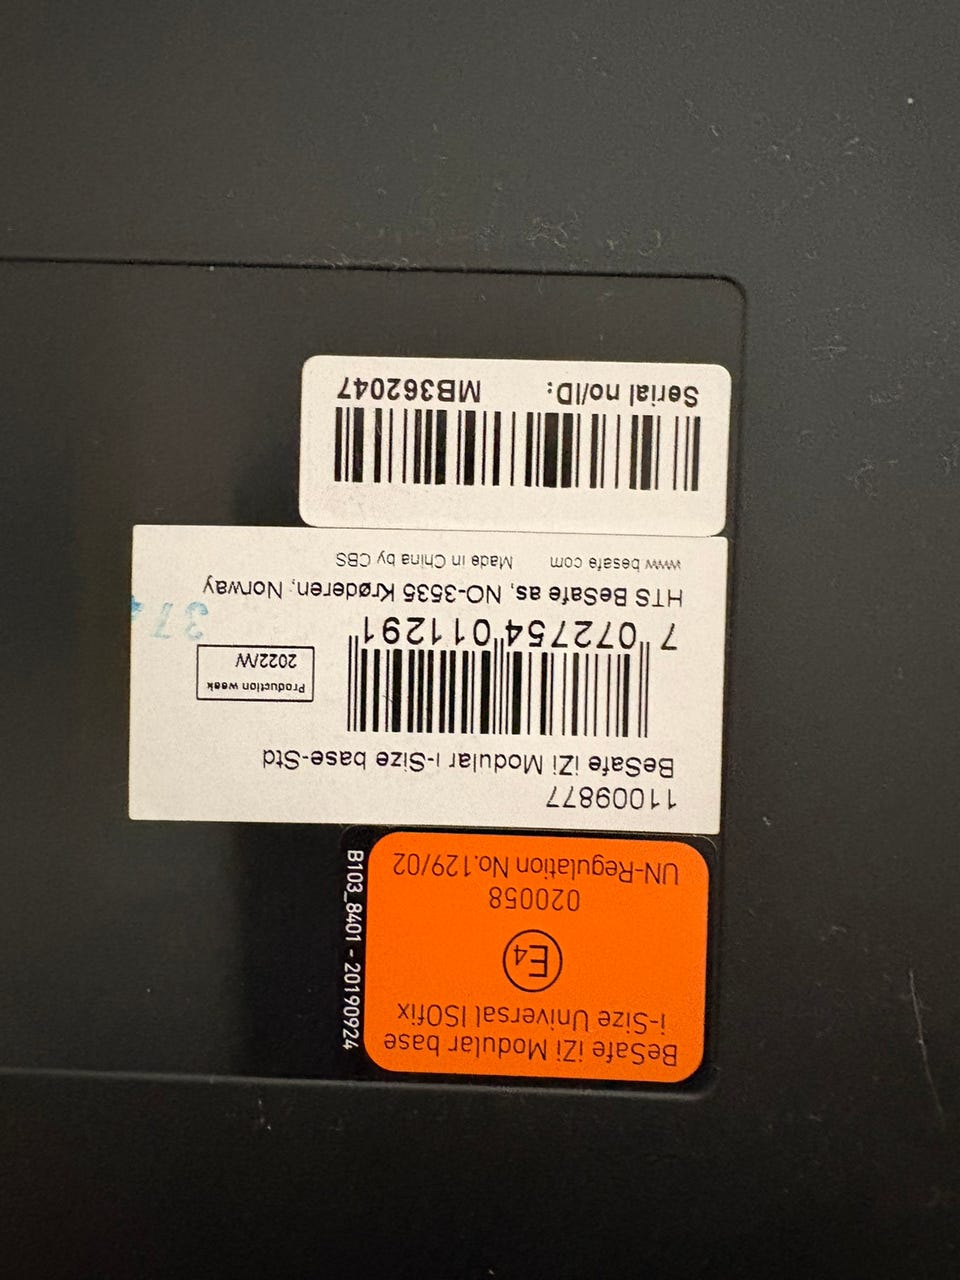 BeSafe iZi Modular base
i-Size Universal ISOfix
E4
020058
UN-Regulation No.129/02
B103_8401 - 20190924
11009877
BeSafe iZi Modular i-Size base-Std
Production week
2022/W
7 072754 011291
HTS BeSafe as, NO-3535 Krøderen, Norway
www besafe com Made in China by CBS
Serial no/ID: MB362047